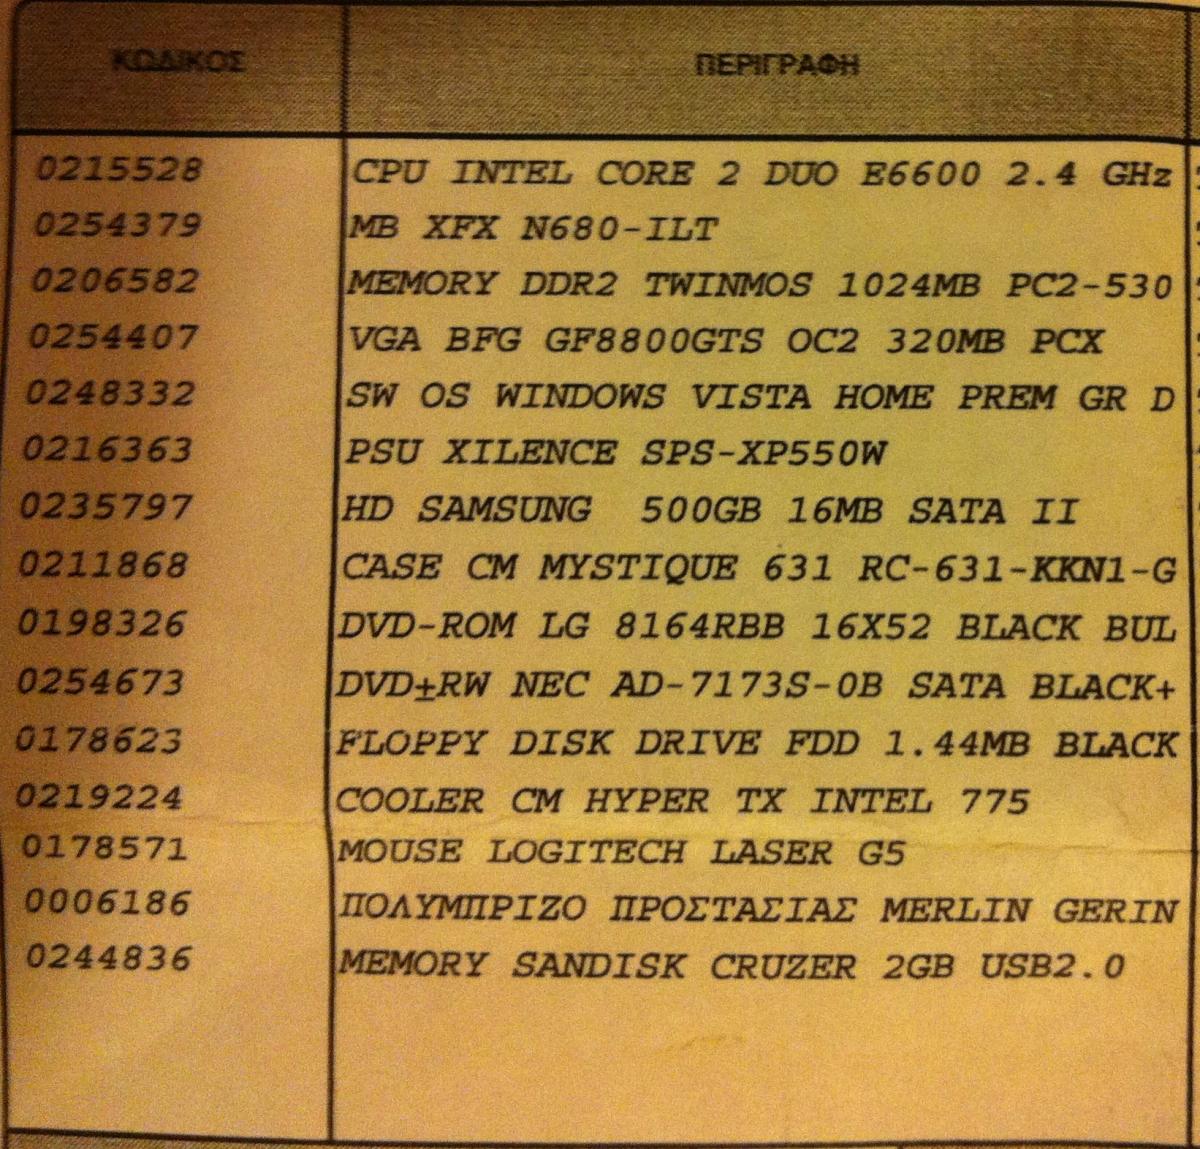 ΚΩΔΙΚΟΣ ΠΕΡΙΓΡΑΦΗ
0215528 CPU INTEL CORE 2 DUO E6600 2.4 GHz
0254379 MB XFX N680-ILT
0206582 MEMORY DDR2 TWINMOS 1024MB PC2-530
0254407 VGA BFG GF8800GTS OC2 320MB PCX
0248332 SW OS WINDOWS VISTA HOME PREM GR D
0216363 PSU XILENCE SPS-XP550W
0235797 HD SAMSUNG 500GB 16MB SATA II
0211868 CASE CM MYSTIQUE 631 RC-631-KKN1-G
0198326 DVD-ROM LG 8164RBB 16X52 BLACK BUL
0254673 DVD±RW NEC AD-7173S-0B SATA BLACK+
0178623 FLOPPY DISK DRIVE FDD 1.44MB BLACK
0219224 COOLER CM HYPER TX INTEL 775
0178571 MOUSE LOGITECH LASER G5
0006186 ΠΟΛΥΜΠΡΙΖΟ ΠΡΟΣΤΑΣΙΑΣ MERLIN GERIN
0244836 MEMORY SANDISK CRUZER 2GB USB2.0